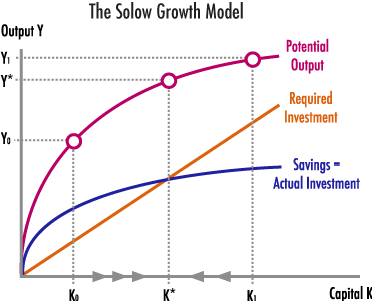 The Solow Growth Model
Output Y
Y₁
Y*
Y₀
Potential
Output
Required
Investment
Savings =
Actual Investment
K₀
K*
K₁
Capital K